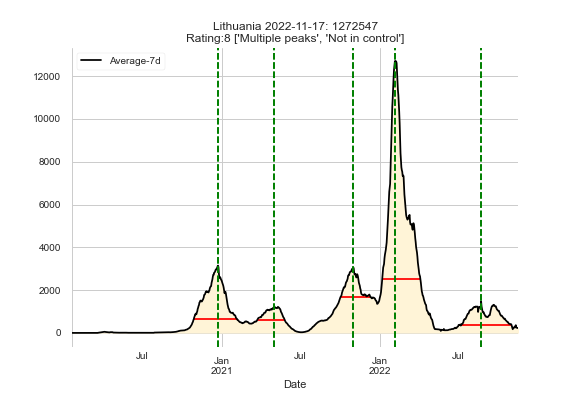 Lithuania 2022-11-17: 1272547
Rating:8 ['Multiple peaks', 'Not in control']
Average-7d
12000
10000
8000
6000
4000
2000
0
Jul
Jan
2021
Jul
Jan
2022
Jul
Date